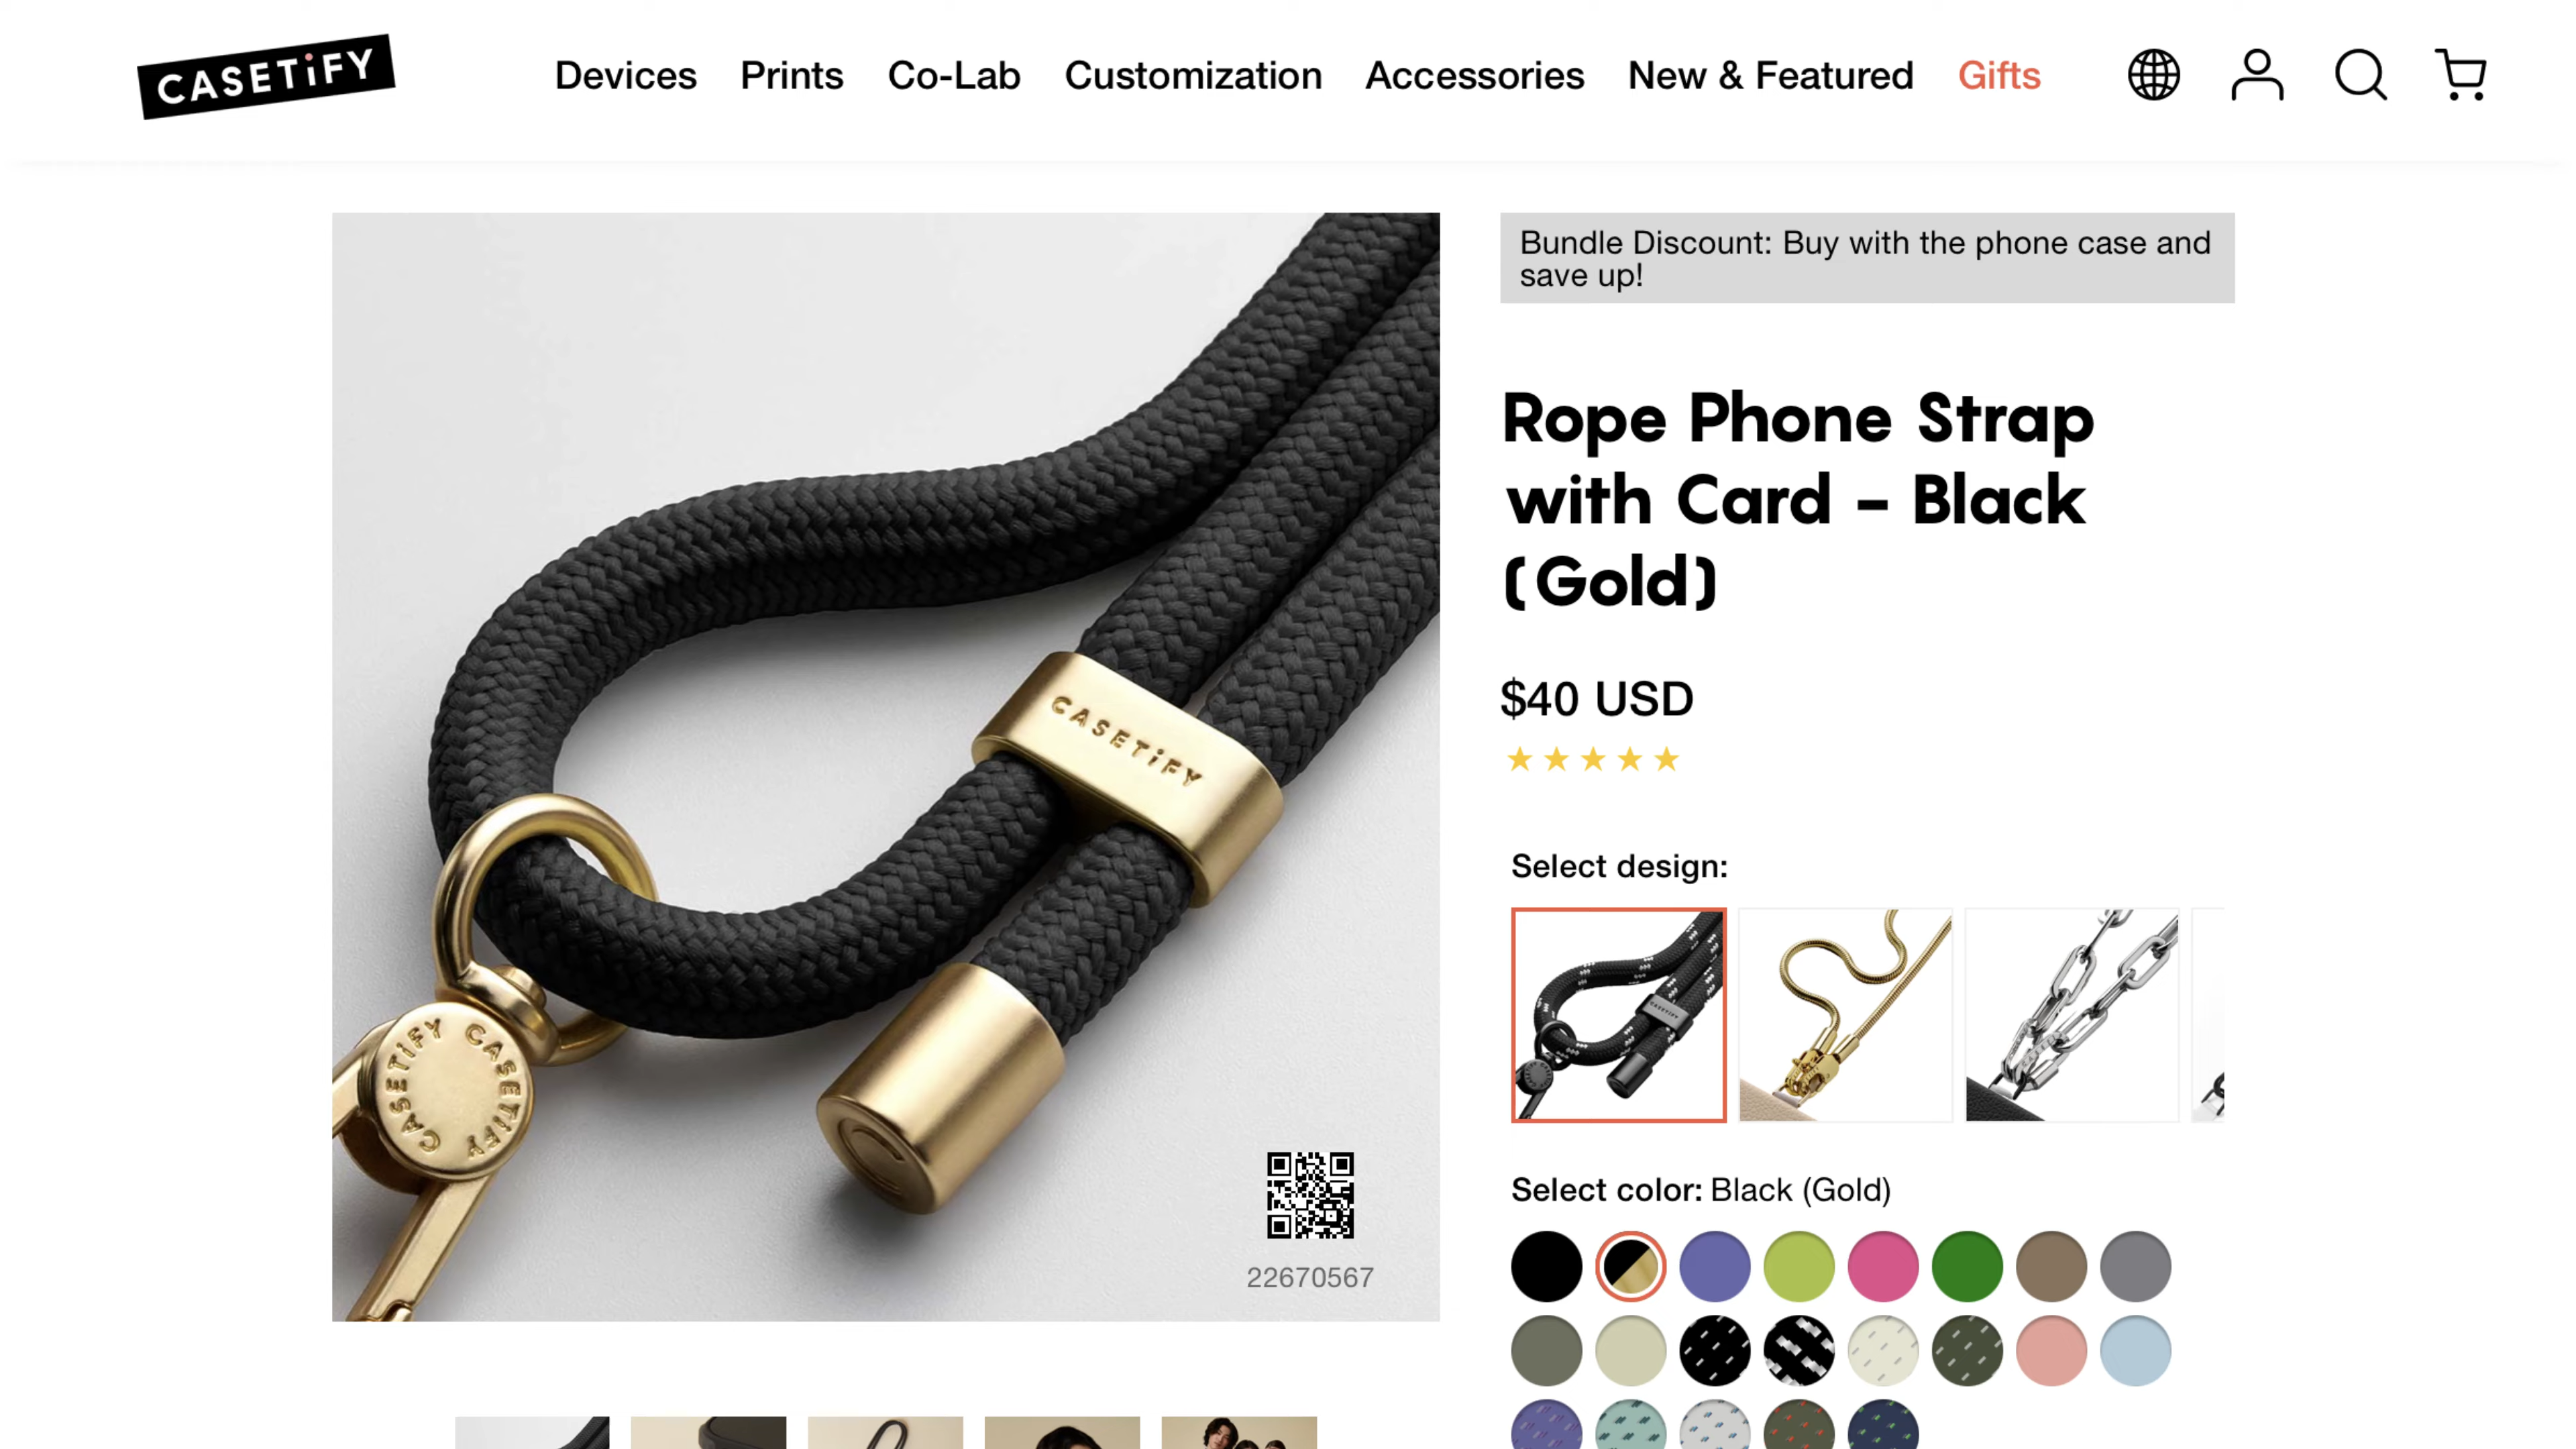 CASETiFY
Devices
Prints
Co-Lab
Customization
Accessories
New & Featured
Gifts
Bundle Discount: Buy with the phone case and
save up!
Rope Phone Strap
with Card – Black
(Gold)
$40 USD
Select design:
Select color: Black (Gold)
CASETiFY
CASETiFY CASETiFY
22670567